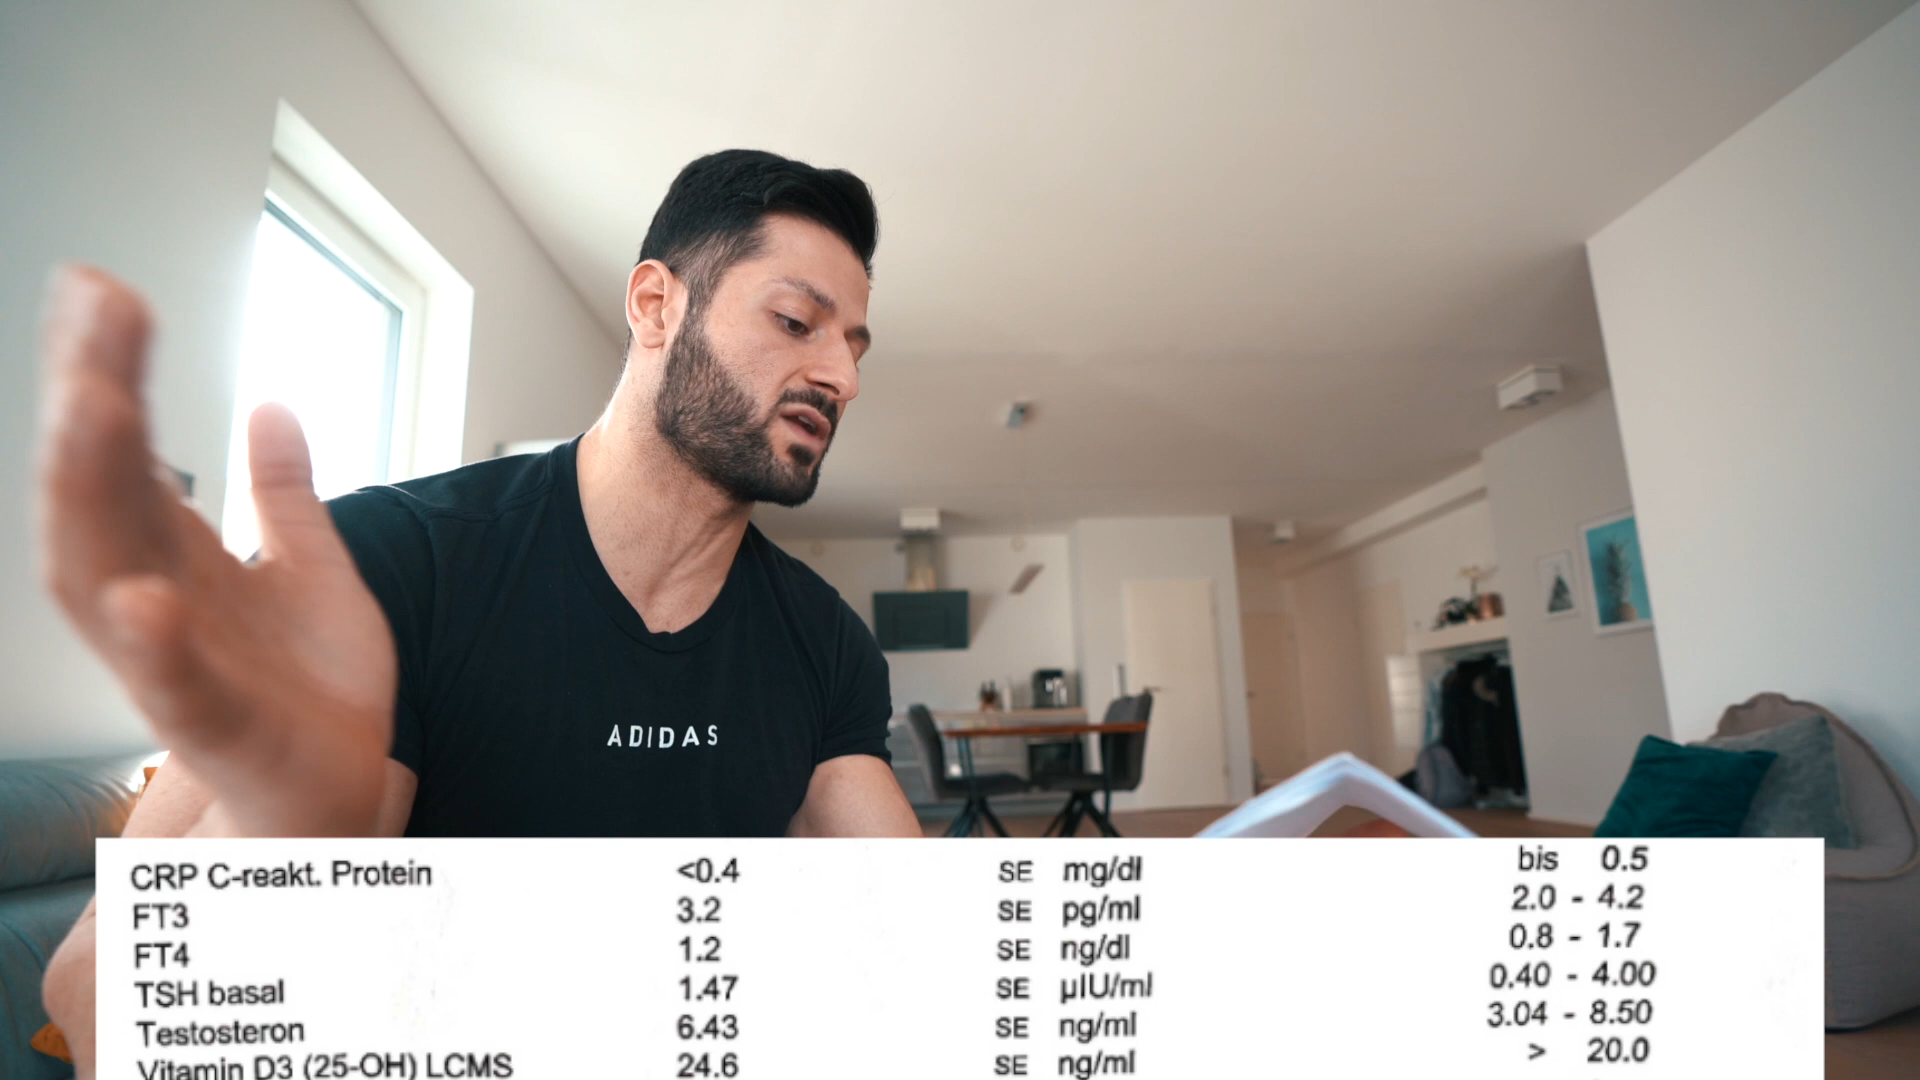 ADIDAS
CRP C-reakt. Protein <0.4 SE mg/dl bis 0.5
FT3 3.2 SE pg/ml 2.0 - 4.2
FT4 1.2 SE ng/dl 0.8 - 1.7
TSH basal 1.47 SE µIU/ml 0.40 - 4.00
Testosteron 6.43 SE ng/ml 3.04 - 8.50
Vitamin D3 (25-OH) LCMS 24.6 SE ng/ml > 20.0